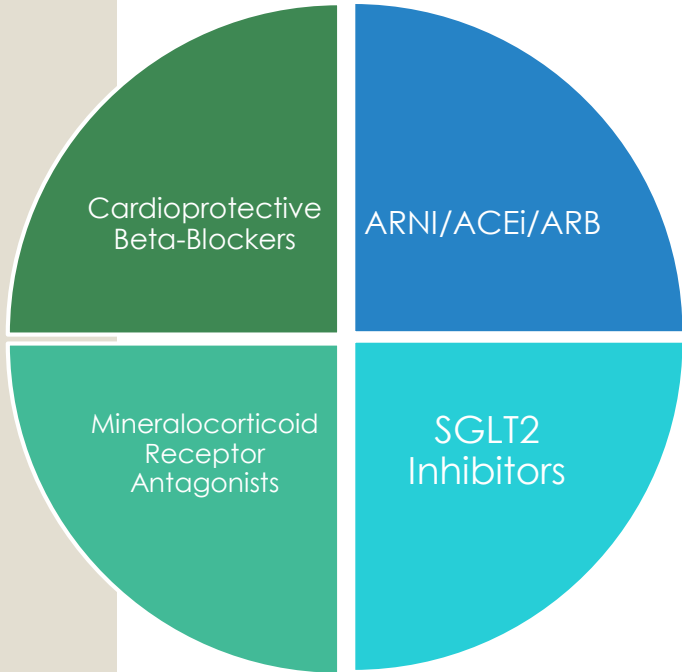 Cardioprotective
Beta-Blockers
ARNI/ACEi/ARB
Mineralocorticoid
Receptor
Antagonists
SGLT2
Inhibitors